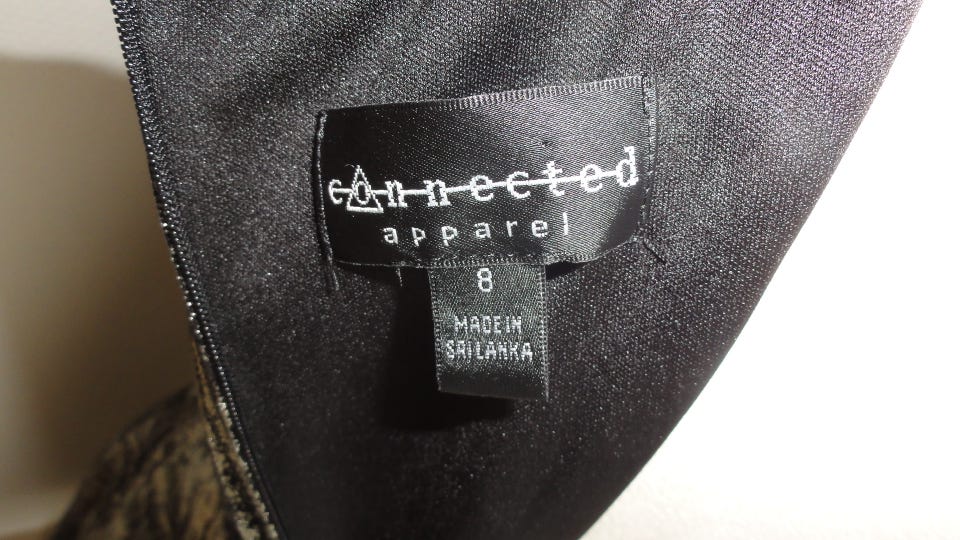 connected
apparel
8
MADE IN
SRI LANKA